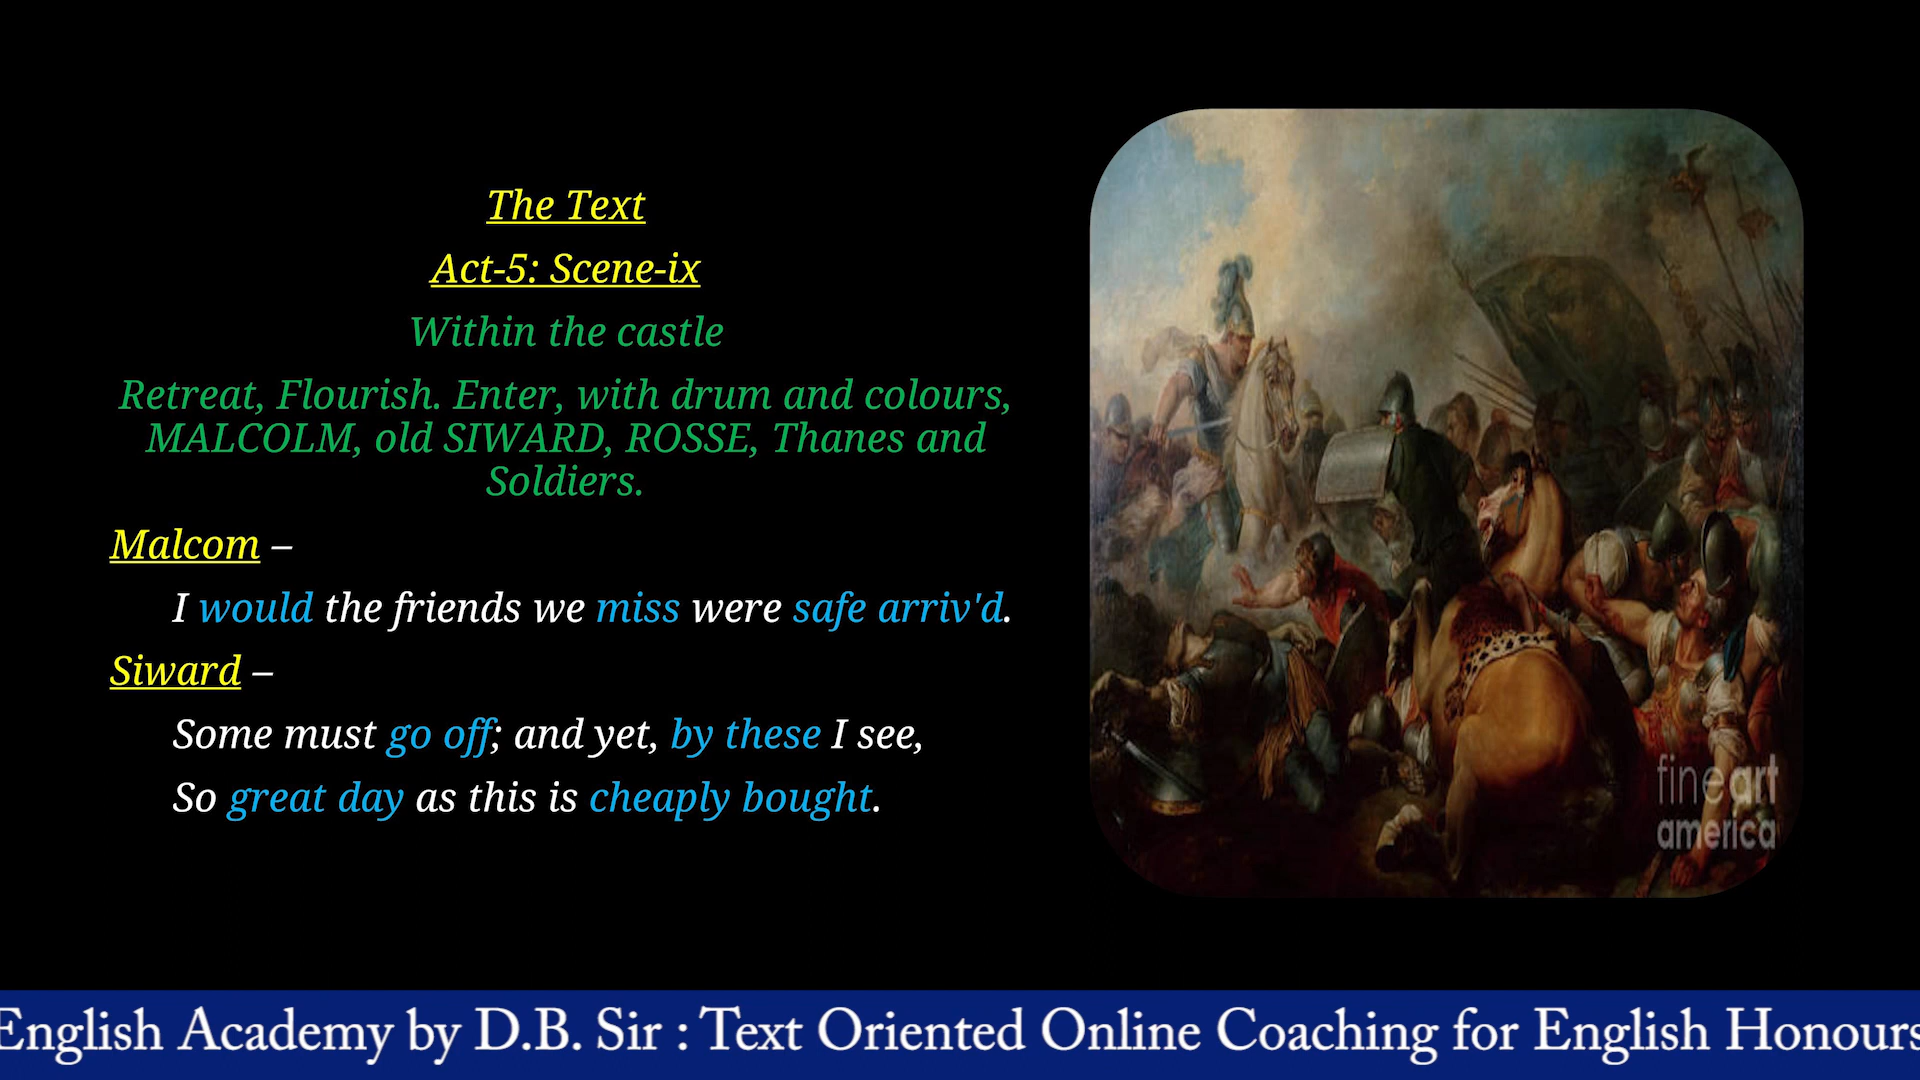 The Text
Act-5: Scene-ix
Within the castle
Retreat, Flourish. Enter, with drum and colours,
MALCOLM, old SIWARD, ROSSE, Thanes and
Soldiers.
Malcom –
I would the friends we miss were safe arriv'd.
Siward –
Some must go off; and yet, by these I see,
So great day as this is cheaply bought.
fineart
america
English Academy by D.B. Sir : Text Oriented Online Coaching for English Honours